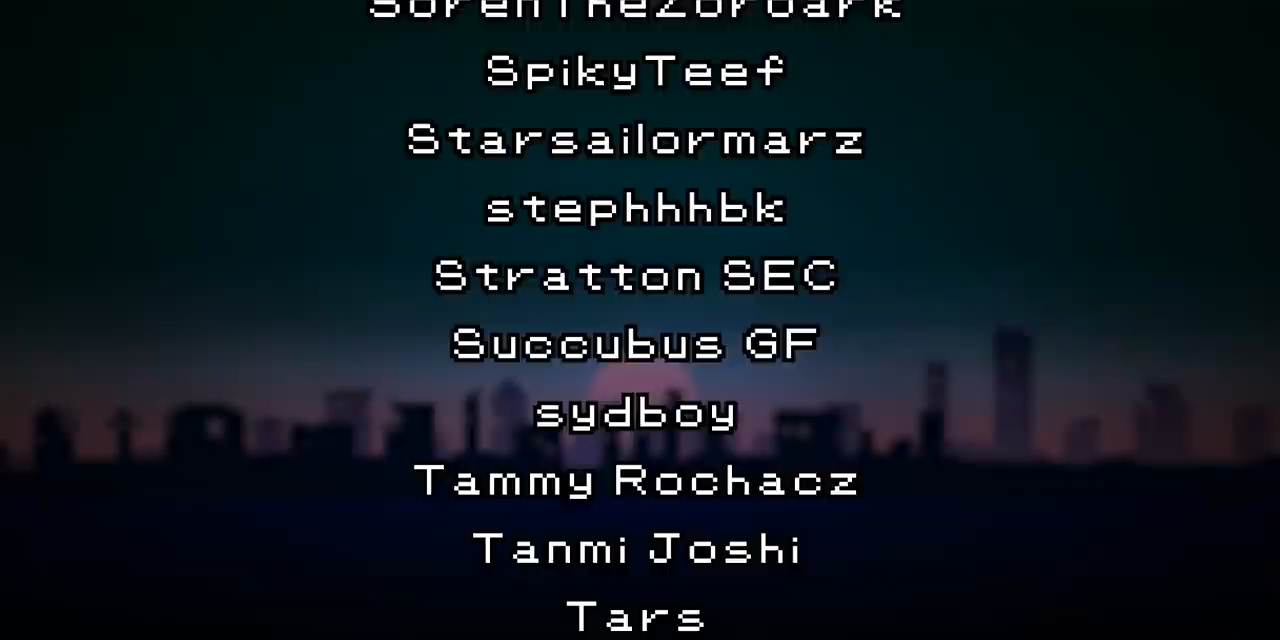 SpikyTeef
Starsailormarz
stephhhbk
Stratton SEC
Succubus GF
sydboy
Tammy Rochacz
Tanmi Joshi
Tars